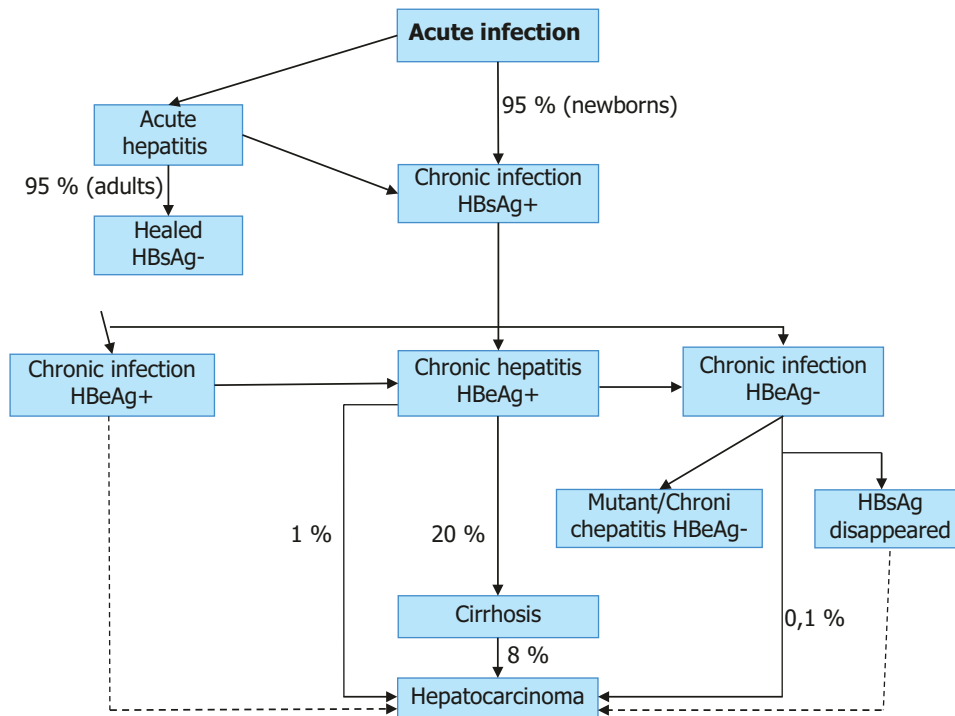 Acute infection
95 % (newborns)
Acute
hepatitis
95 % (adults)
Chronic infection
HBsAg+
Healed
HBsAg-
Chronic infection
HBeAg+
Chronic hepatitis
HBeAg+
Chronic infection
HBeAg-
Mutant/Chroni
chepatitis HBeAg-
HBsAg
disappeared
1 %
20 %
Cirrhosis
0,1 %
8 %
Hepatocarcinoma